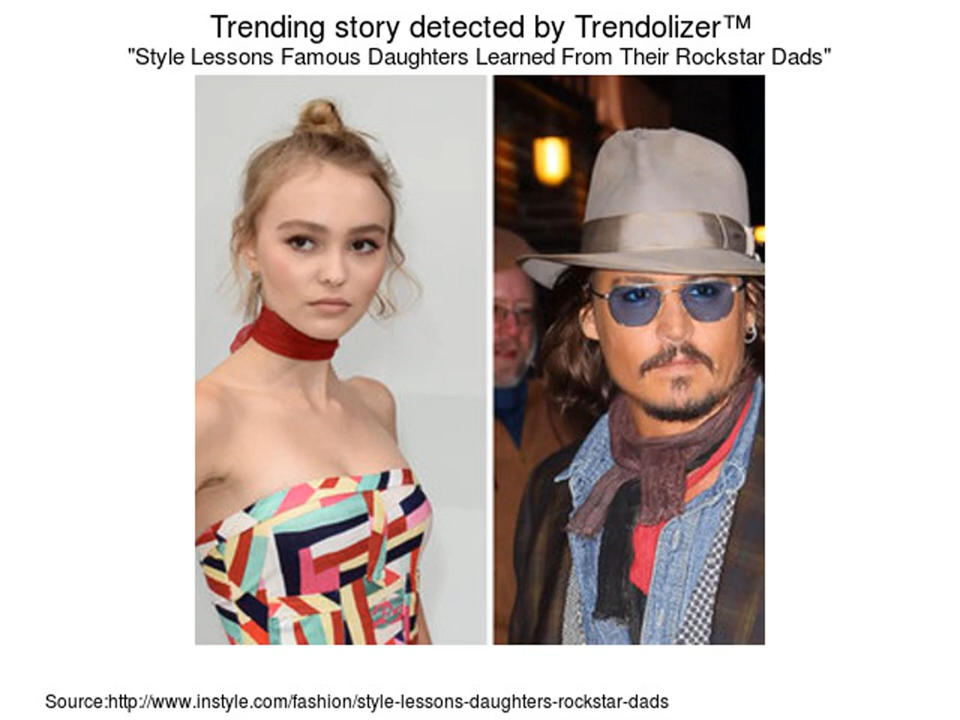 Trending story detected by Trendolizer™
"Style Lessons Famous Daughters Learned From Their Rockstar Dads"
Source:http://www.instyle.com/fashion/style-lessons-daughters-rockstar-dads